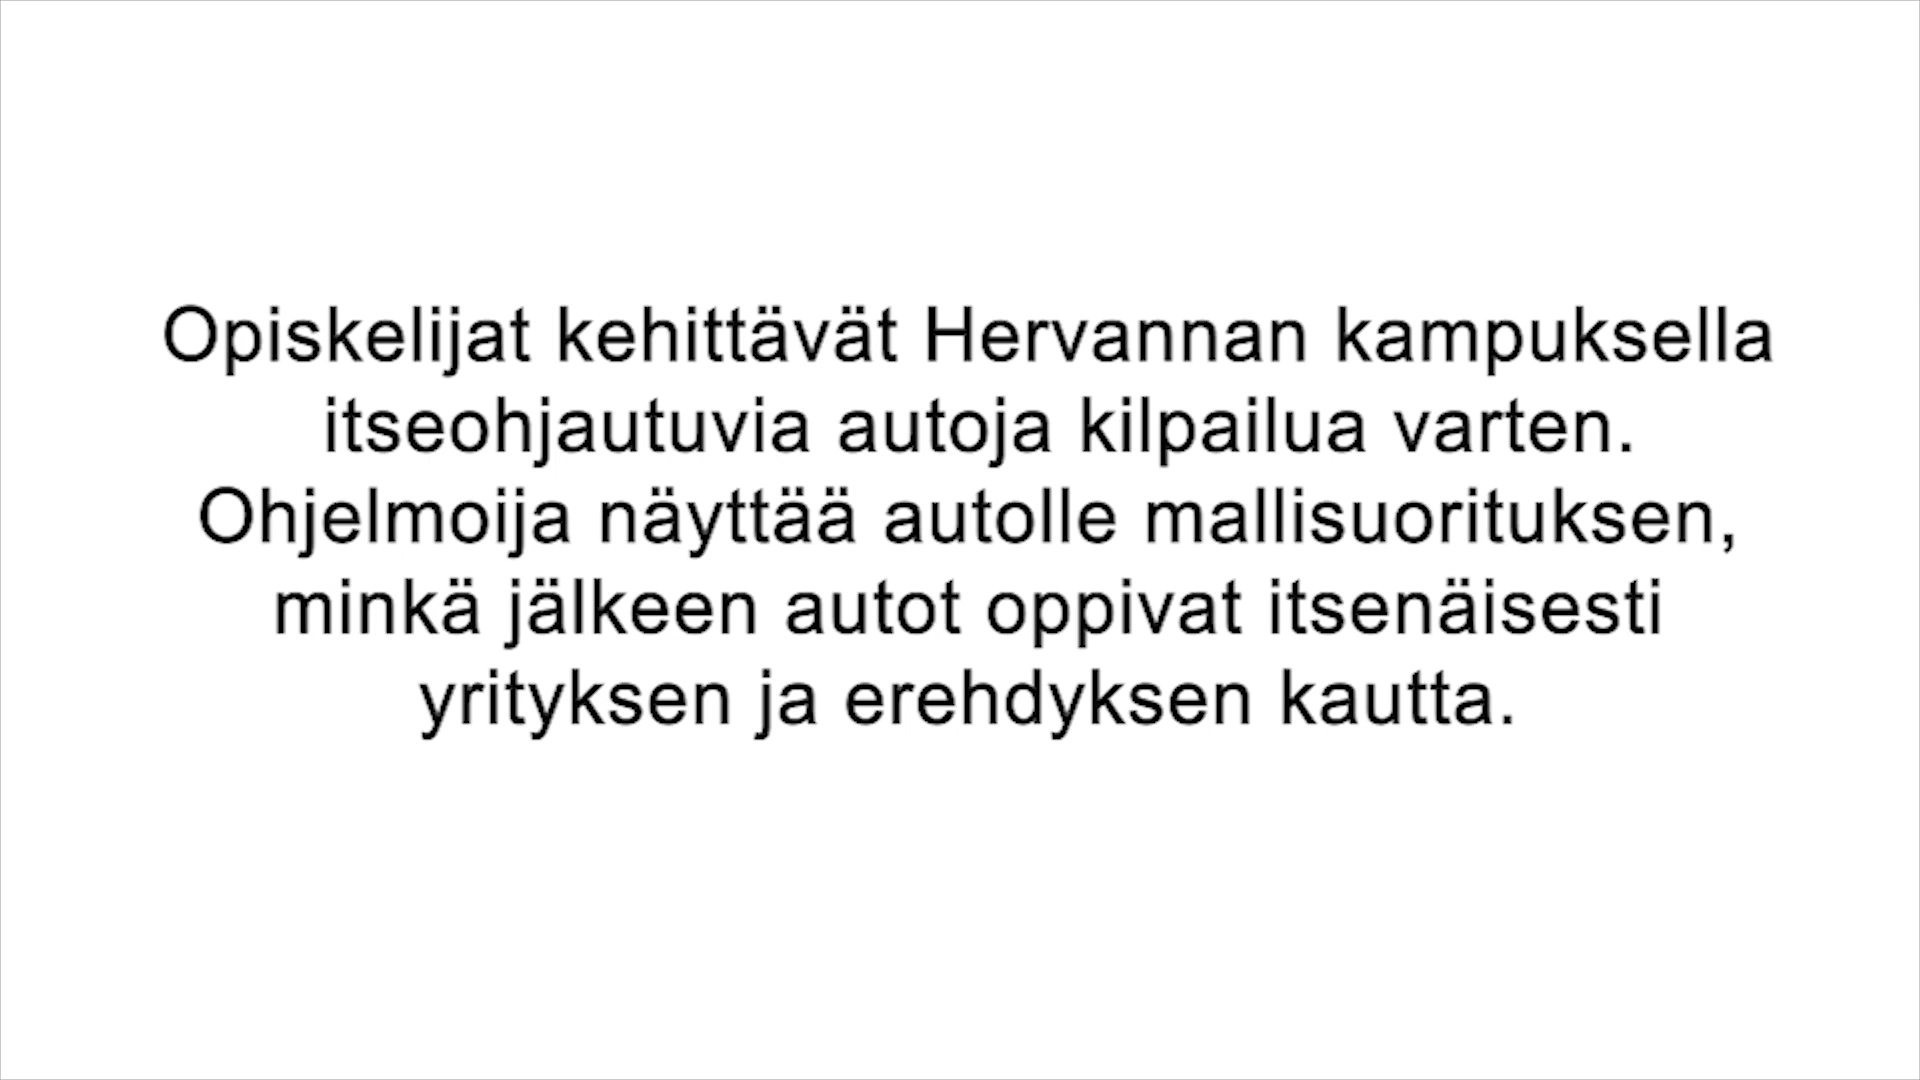 Opiskelijat kehittävät Hervannan kampuksella
itseohjautuvia autoja kilpailua varten.
Ohjelmoija näyttää autolle mallisuorituksen,
minkä jälkeen autot oppivat itsenäisesti
yrityksen ja erehdyksen kautta.